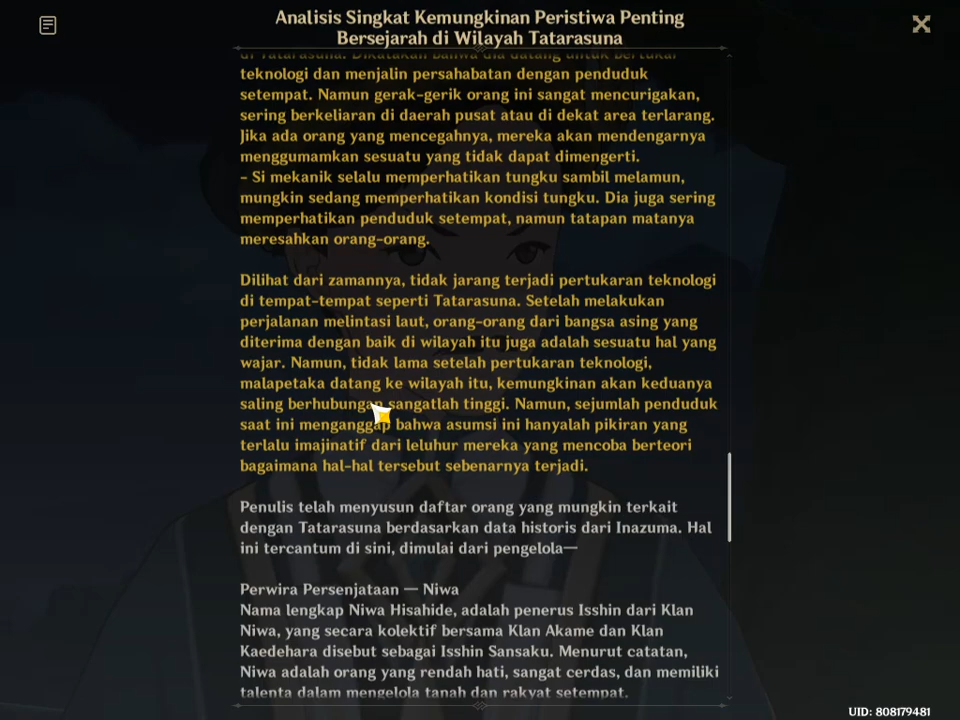 Analisis Singkat Kemungkinan Peristiwa Penting
Bersejarah di Wilayah Tatarasuna
di Tatarasuna. Dikatakan bahwa dia datang untuk bertukar
teknologi dan menjalin persahabatan dengan penduduk
setempat. Namun gerak-gerik orang ini sangat mencurigakan,
sering berkeliaran di daerah pusat atau di dekat area terlarang.
Jika ada orang yang mencegahnya, mereka akan mendengarnya
menggumamkan sesuatu yang tidak dapat dimengerti.
- Si mekanik selalu memperhatikan tungku sambil melamun,
mungkin sedang memperhatikan kondisi tungku. Dia juga sering
memperhatikan penduduk setempat, namun tatapan matanya
meresahkan orang-orang.
Dilihat dari zamannya, tidak jarang terjadi pertukaran teknologi
di tempat-tempat seperti Tatarasuna. Setelah melakukan
perjalanan melintasi laut, orang-orang dari bangsa asing yang
diterima dengan baik di wilayah itu juga adalah sesuatu hal yang
wajar. Namun, tidak lama setelah pertukaran teknologi,
malapetaka datang ke wilayah itu, kemungkinan akan keduanya
saling berhubungan sangatlah tinggi. Namun, sejumlah penduduk
saat ini menganggap bahwa asumsi ini hanyalah pikiran yang
terlalu imajinatif dari leluhur mereka yang mencoba berteori
bagaimana hal-hal tersebut sebenarnya terjadi.
Penulis telah menyusun daftar orang yang mungkin terkait
dengan Tatarasuna berdasarkan data historis dari Inazuma. Hal
ini tercantum di sini, dimulai dari pengelola—
Perwira Persenjataan — Niwa
Nama lengkap Niwa Hisahide, adalah penerus Isshin dari Klan
Niwa, yang secara kolektif bersama Klan Akame dan Klan
Kaedehara disebut sebagai Isshin Sansaku. Menurut catatan,
Niwa adalah orang yang rendah hati, sangat cerdas, dan memiliki
talenta dalam mengelola tanah dan rakyat setempat.
UID: 808179481